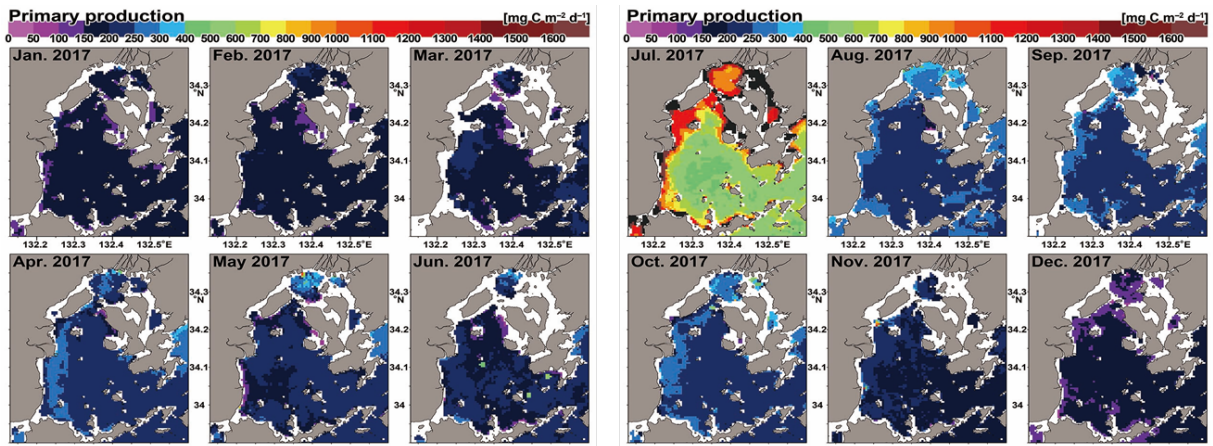 Primary production [mg C m⁻² d⁻¹]
0 50 100 150 200 250 300 400 500 600 700 800 900 1000 1100 1200 1300 1400 1500 1600
Jan. 2017 Feb. 2017 Mar. 2017
34.3
°N
34.2
34.1
34
132.2 132.3 132.4 132.5°E
Apr. 2017 May 2017 Jun. 2017
34.3
°N
34.2
34.1
34
132.2 132.3 132.4 132.5°E 132.2 132.3 132.4 132.5°E
Primary production [mg C m⁻² d⁻¹]
0 50 100 150 200 250 300 400 500 600 700 800 900 1000 1100 1200 1300 1400 1500 1600
Jul. 2017 Aug. 2017 Sep. 2017
34.3
°N
34.2
34.1
34
132.2 132.3 132.4 132.5°E
Oct. 2017 Nov. 2017 Dec. 2017
34.3
°N
34.2
34.1
34
132.2 132.3 132.4 132.5°E 132.2 132.3 132.4 132.5°E